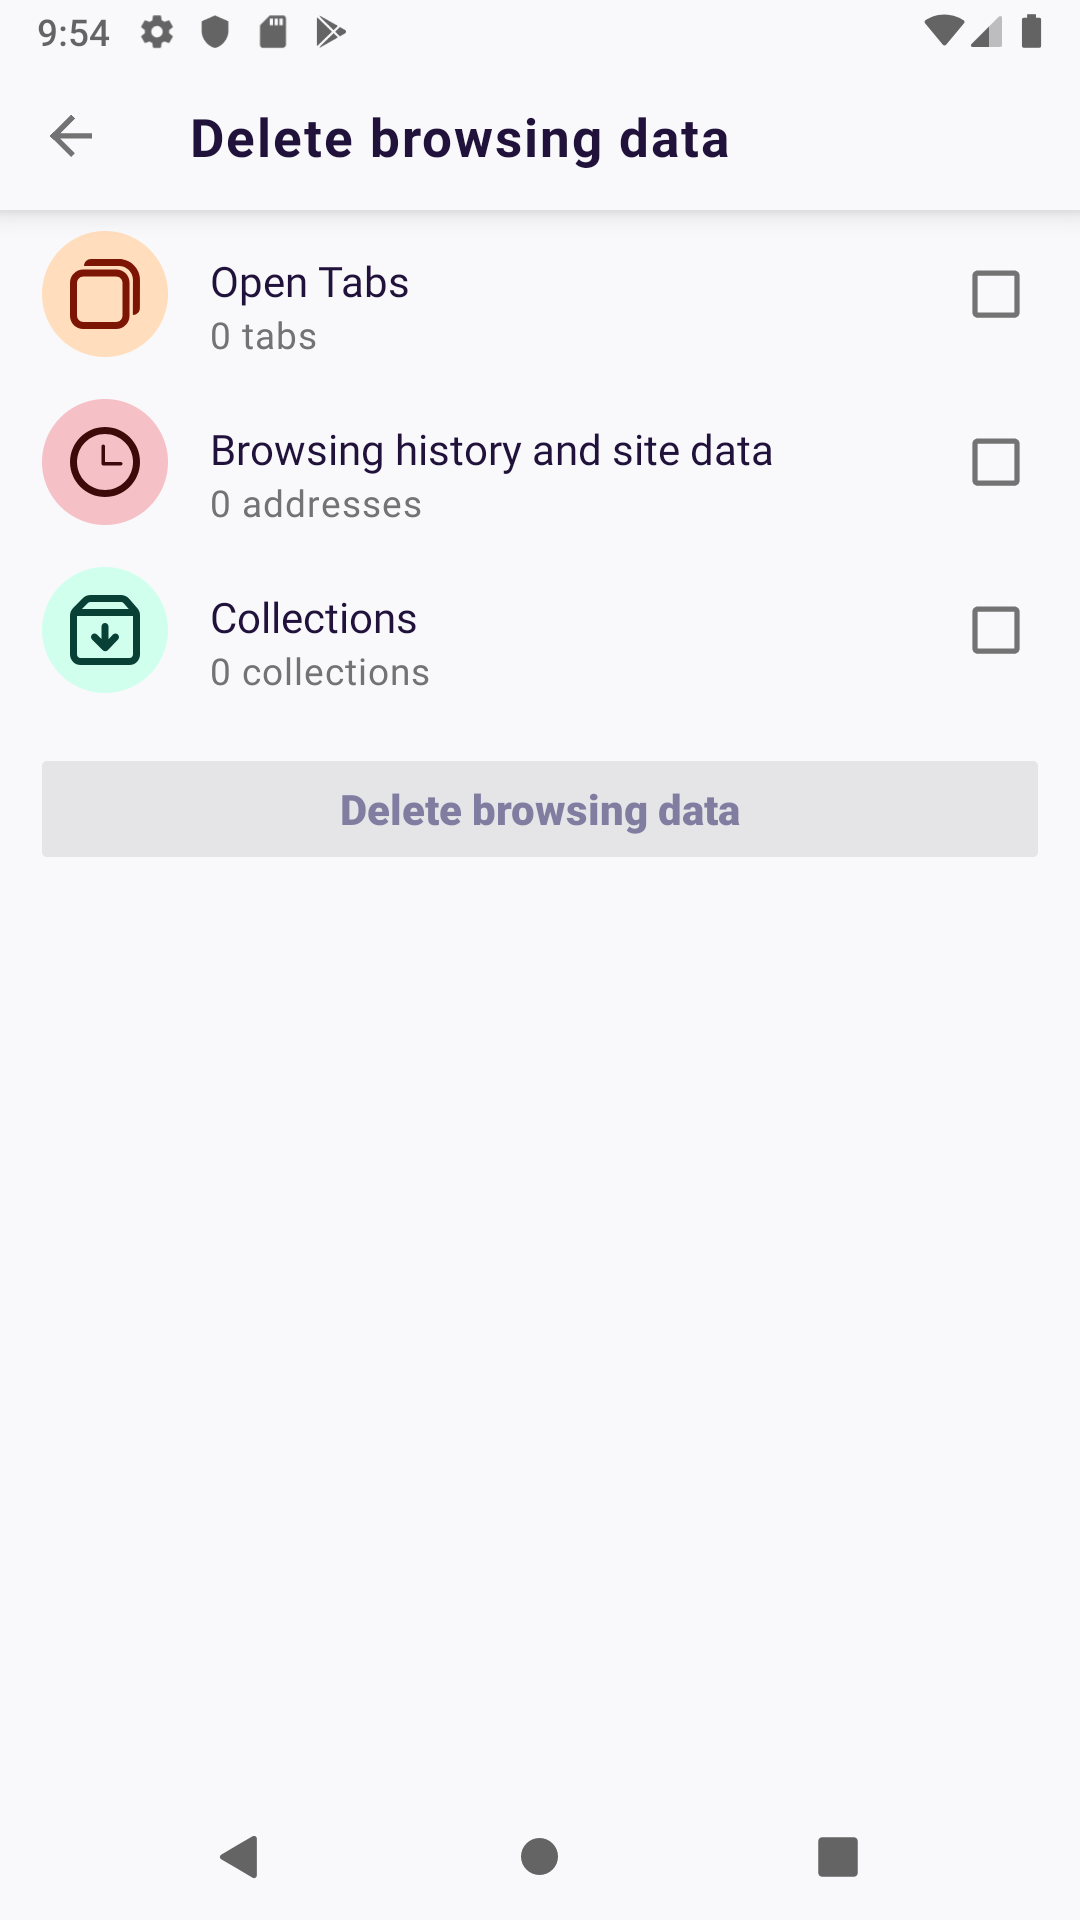 9:54
Delete browsing data
Open Tabs
0 tabs
Browsing history and site data
0 addresses
Collections
0 collections
Delete browsing data